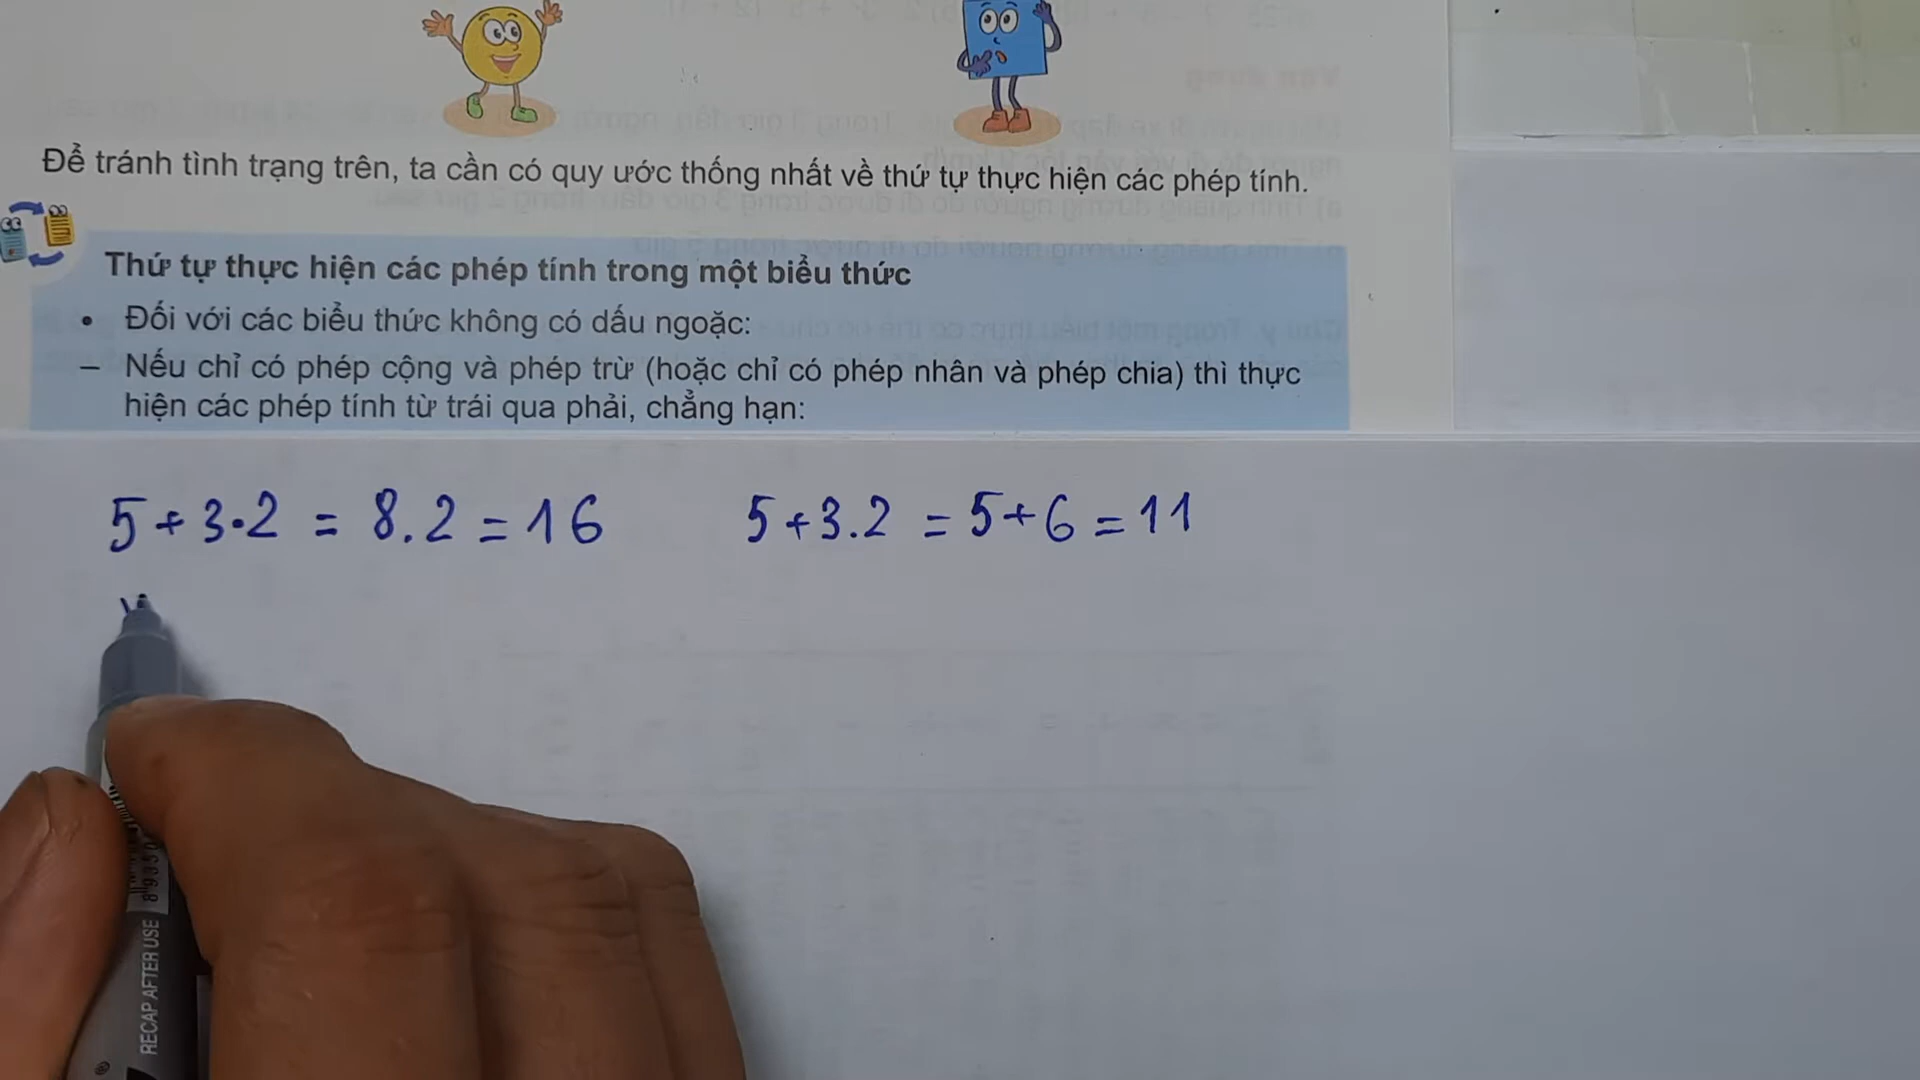 Để tránh tình trạng trên, ta cần có quy ước thống nhất về thứ tự thực hiện các phép tính.
Thứ tự thực hiện các phép tính trong một biểu thức
• Đối với các biểu thức không có dấu ngoặc:
– Nếu chỉ có phép cộng và phép trừ (hoặc chỉ có phép nhân và phép chia) thì thực
hiện các phép tính từ trái qua phải, chẳng hạn:
5 + 3.2 = 8.2 = 16
5 + 3.2 = 5 + 6 = 11
RECAP AFTER USE